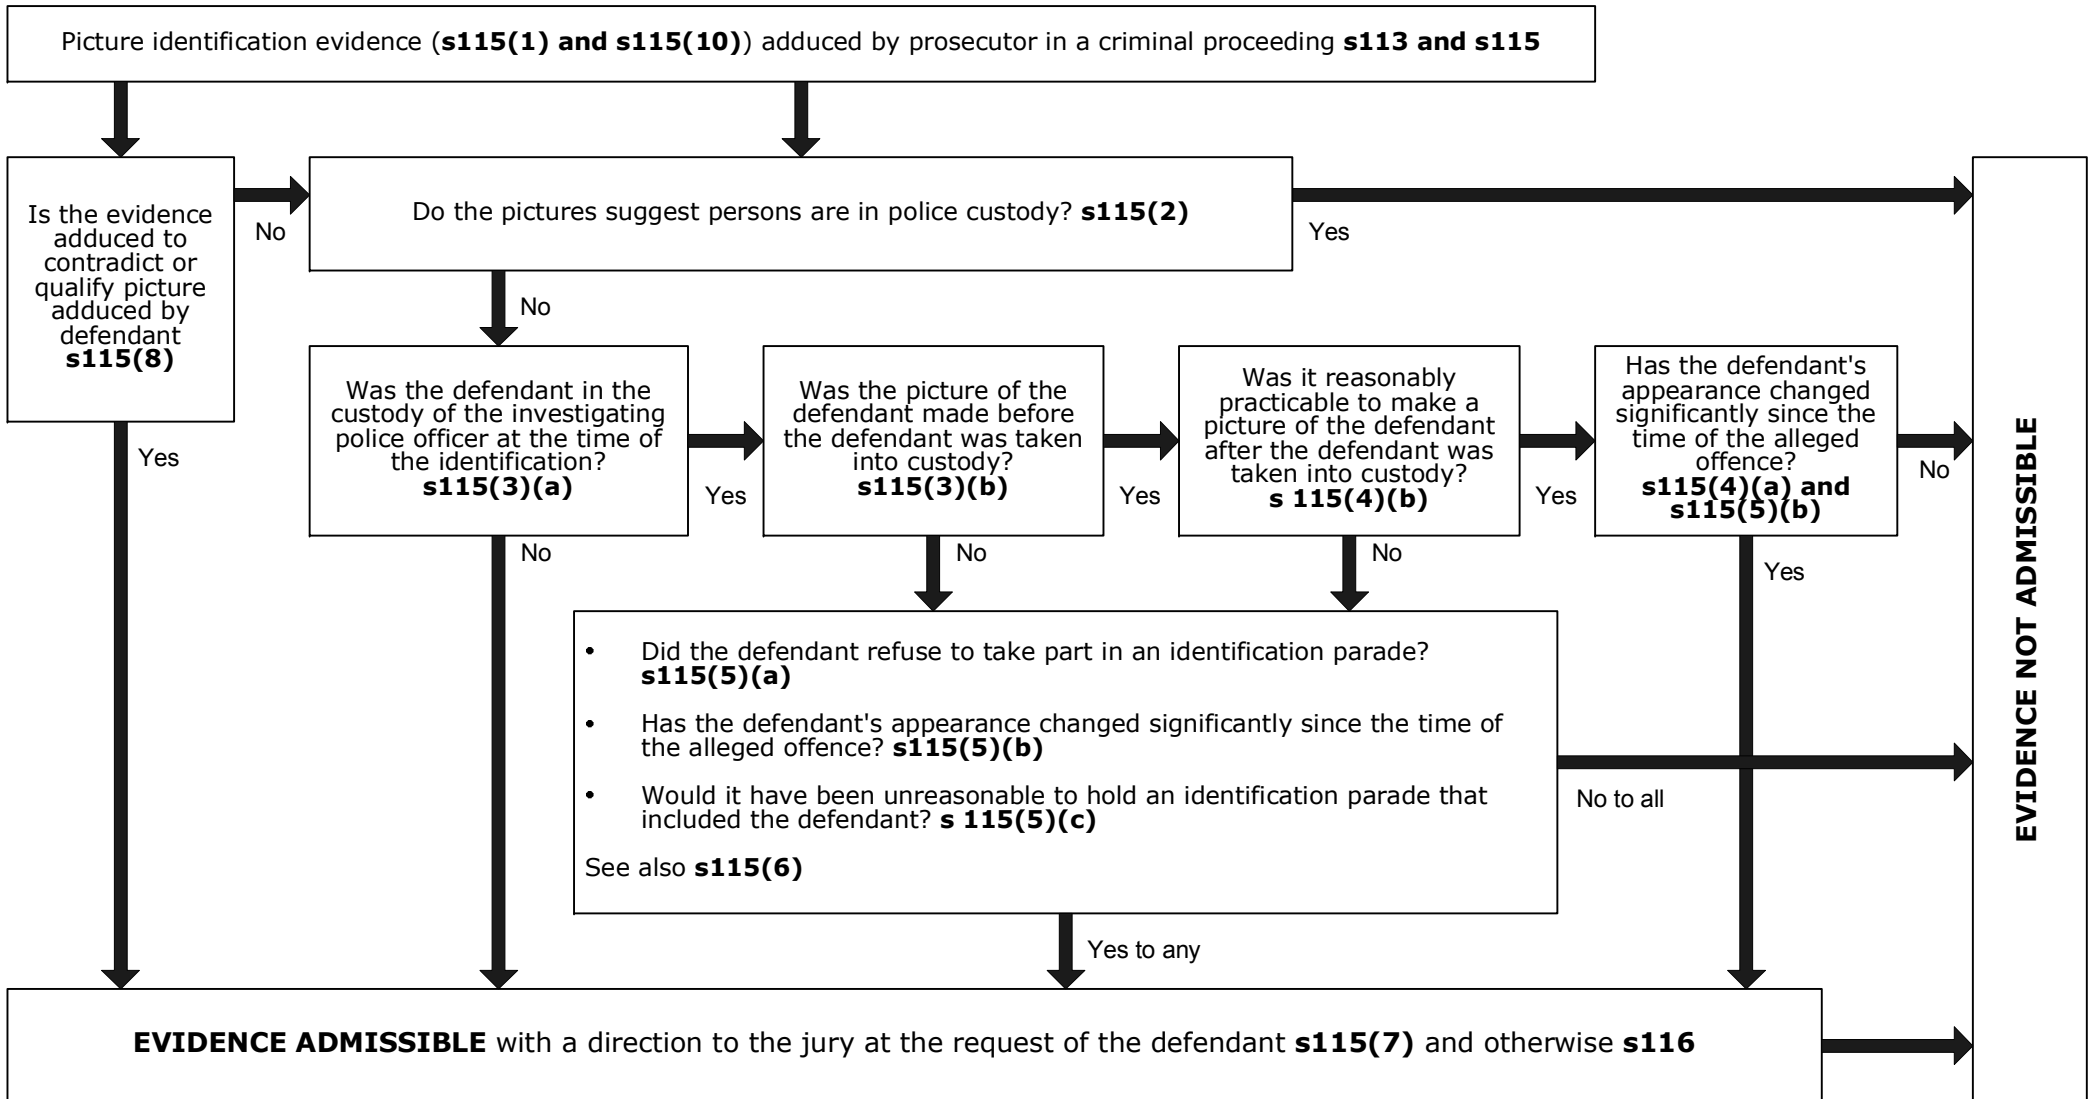 Picture identification evidence (s115(1) and s115(10)) adduced by prosecutor in a criminal proceeding s113 and s115
Is the evidence
adduced to
contradict or
qualify picture
adduced by
defendant
s115(8)
No
Yes
Do the pictures suggest persons are in police custody? s115(2)
Yes
No
Was the defendant in the
custody of the investigating
police officer at the time of
the identification?
s115(3)(a)
Yes
No
Was the picture of the
defendant made before
the defendant was taken
into custody?
s115(3)(b)
Yes
No
Was it reasonably
practicable to make a
picture of the defendant
after the defendant was
taken into custody?
s 115(4)(b)
Yes
No
Has the defendant's
appearance changed
significantly since the
time of the alleged
offence?
s115(4)(a) and
s115(5)(b)
No
Yes
• Did the defendant refuse to take part in an identification parade?
s115(5)(a)
• Has the defendant's appearance changed significantly since the time of
the alleged offence? s115(5)(b)
• Would it have been unreasonable to hold an identification parade that
included the defendant? s 115(5)(c)
See also s115(6)
No to all
Yes to any
EVIDENCE ADMISSIBLE with a direction to the jury at the request of the defendant s115(7) and otherwise s116
EVIDENCE NOT ADMISSIBLE